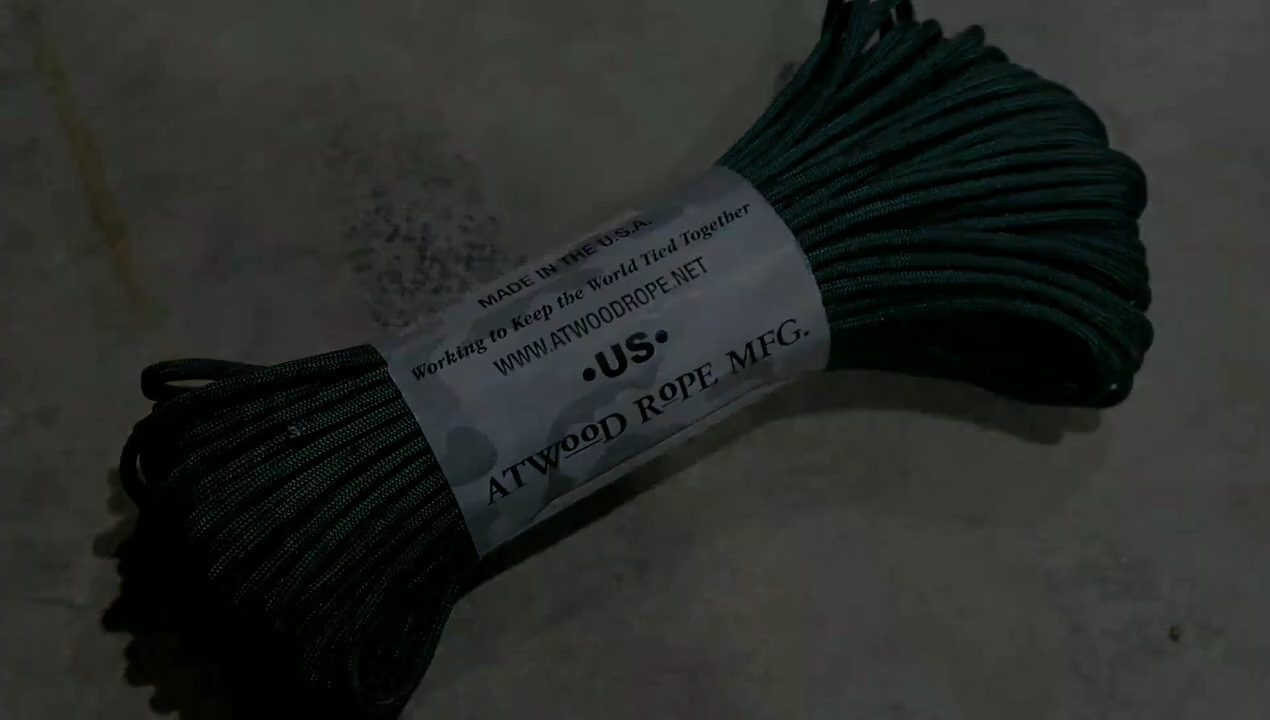 MADE IN THE U.S.A.
Working to Keep the World Tied Together
WWW.ATWOODROPE.NET
•US•
ATWOOD ROPE MFG.